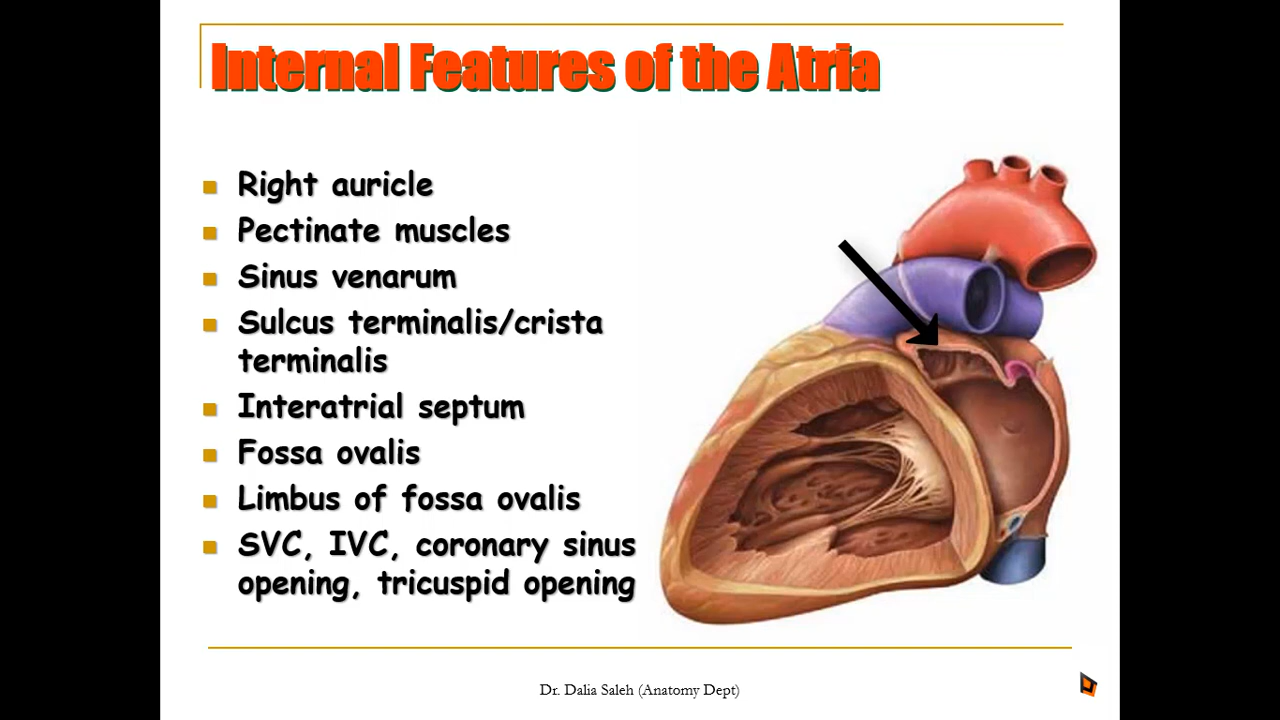 Internal Features of the Atria
Right auricle
Pectinate muscles
Sinus venarum
Sulcus terminalis/crista
terminalis
Interatrial septum
Fossa ovalis
Limbus of fossa ovalis
SVC, IVC, coronary sinus
opening, tricuspid opening
Dr. Dalia Saleh (Anatomy Dept)